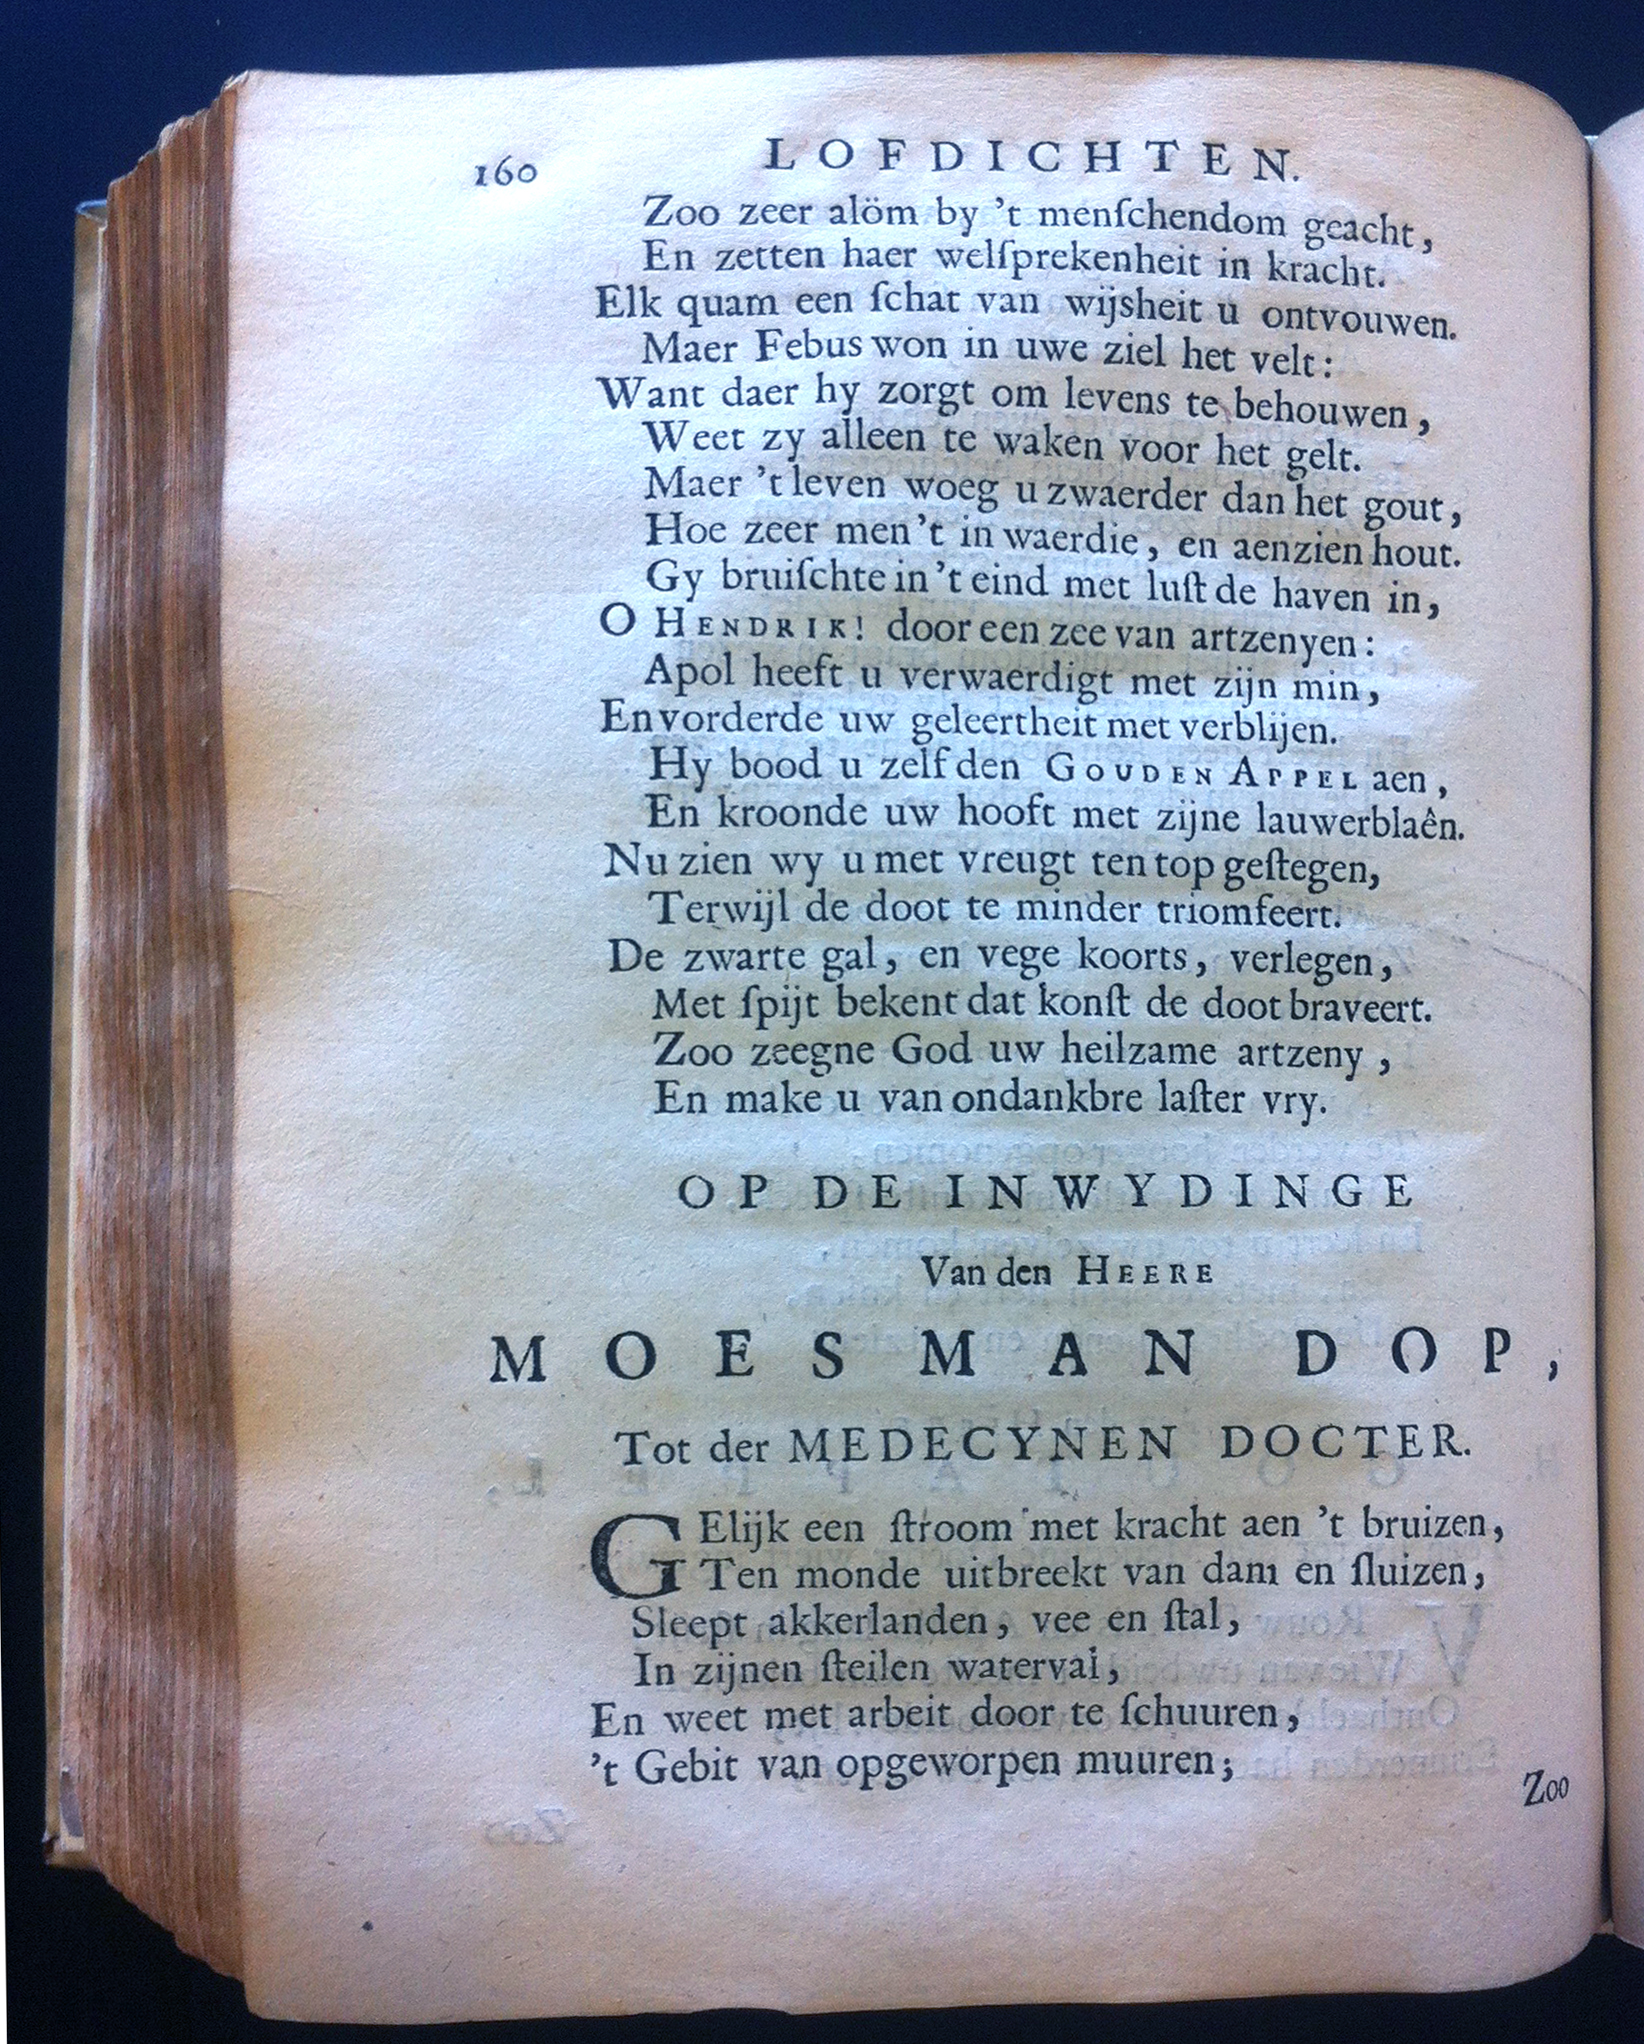 160 LOFDICHTEN.
Zoo zeer alöm by 't menſchendom geacht,
En zetten haer welſprekenheit in kracht.
Elk quam een ſchat van wijsheit u ontvouwen.
Maer Febus won in uwe ziel het velt:
Want daer hy zorgt om levens te behouwen,
Weet zy alleen te waken voor het gelt.
Maer 't leven woeg u zwaerder dan het gout,
Hoe zeer men 't in waerdie, en aenzien hout.
Gy bruiſchte in 't eind met luſt de haven in,
O HENDRIK! door een zee van artzenyen:
Apol heeft u verwaerdigt met zijn min,
En vorderde uw geleertheit met verblijen.
Hy bood u zelf den GOUDEN APPEL aen,
En kroonde uw hooft met zijne lauwerblaên.
Nu zien wy u met vreugt ten top geſtegen,
Terwijl de doot te minder triomfeert.
De zwarte gal, en vege koorts, verlegen,
Met ſpijt bekent dat konſt de doot braveert.
Zoo zeegne God uw heilzame artzeny,
En make u van ondankbre laſter vry.
OP DE INWYDINGE
Van den HEERE
MOESMAN DOP,
Tot der MEDECYNEN DOCTER.
GElijk een ſtroom met kracht aen 't bruizen,
Ten monde uitbreekt van dam en ſluizen,
Sleept akkerlanden, vee en ſtal,
In zijnen ſteilen waterval,
En weet met arbeit door te ſchuuren,
't Gebit van opgeworpen muuren;
Zoo